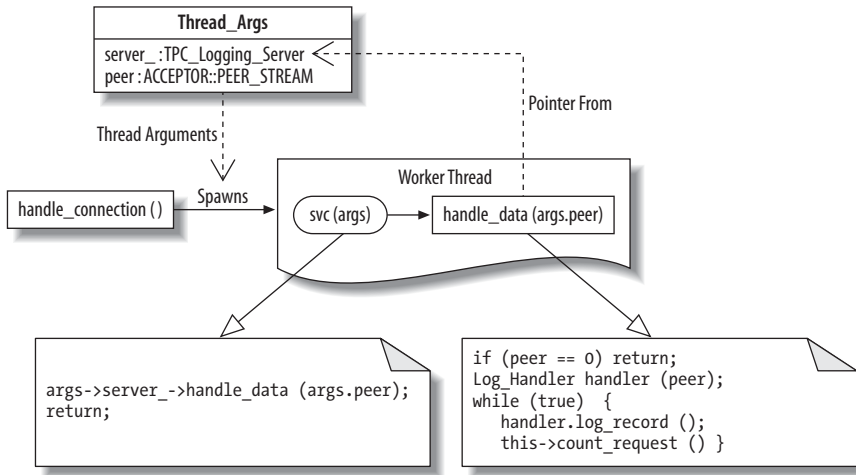 Thread_Args
server_ :TPC_Logging_Server
peer : ACCEPTOR::PEER_STREAM
Pointer From
Thread Arguments
Worker Thread
handle_connection ( )
Spawns
svc (args)
handle_data (args.peer)
args->server_->handle_data (args.peer);
return;
if (peer == 0) return;
Log_Handler handler (peer);
while (true) {
handler.log_record ();
this->count_request () }